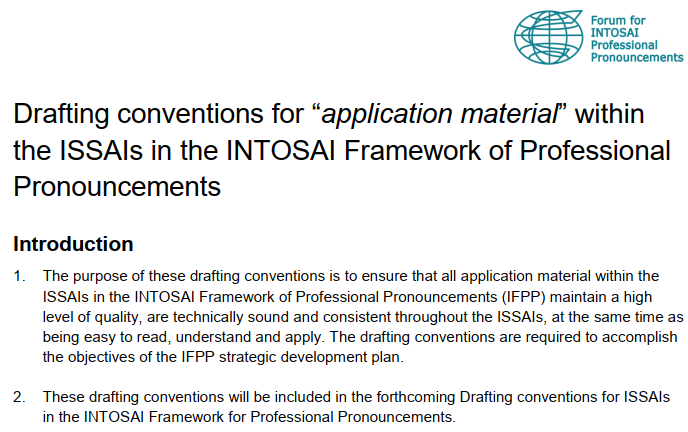 Forum for
INTOSAI
Professional
Pronouncements
Drafting conventions for “application material” within
the ISSAIs in the INTOSAI Framework of Professional
Pronouncements
Introduction
1. The purpose of these drafting conventions is to ensure that all application material within the
ISSAIs in the INTOSAI Framework of Professional Pronouncements (IFPP) maintain a high
level of quality, are technically sound and consistent throughout the ISSAIs, at the same time as
being easy to read, understand and apply. The drafting conventions are required to accomplish
the objectives of the IFPP strategic development plan.
2. These drafting conventions will be included in the forthcoming Drafting conventions for ISSAIs
in the INTOSAI Framework for Professional Pronouncements.